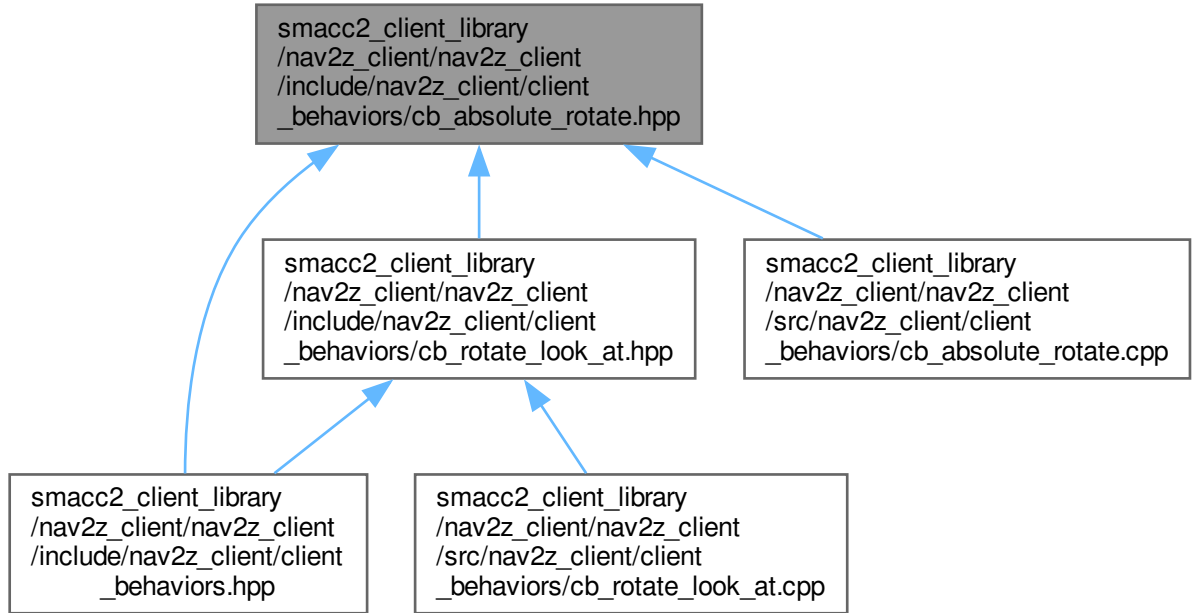 smacc2_client_library
/nav2z_client/nav2z_client
/include/nav2z_client/client
_behaviors/cb_absolute_rotate.hpp
smacc2_client_library
/nav2z_client/nav2z_client
/include/nav2z_client/client
_behaviors/cb_rotate_look_at.hpp
smacc2_client_library
/nav2z_client/nav2z_client
/src/nav2z_client/client
_behaviors/cb_absolute_rotate.cpp
smacc2_client_library
/nav2z_client/nav2z_client
/include/nav2z_client/client
_behaviors.hpp
smacc2_client_library
/nav2z_client/nav2z_client
/src/nav2z_client/client
_behaviors/cb_rotate_look_at.cpp